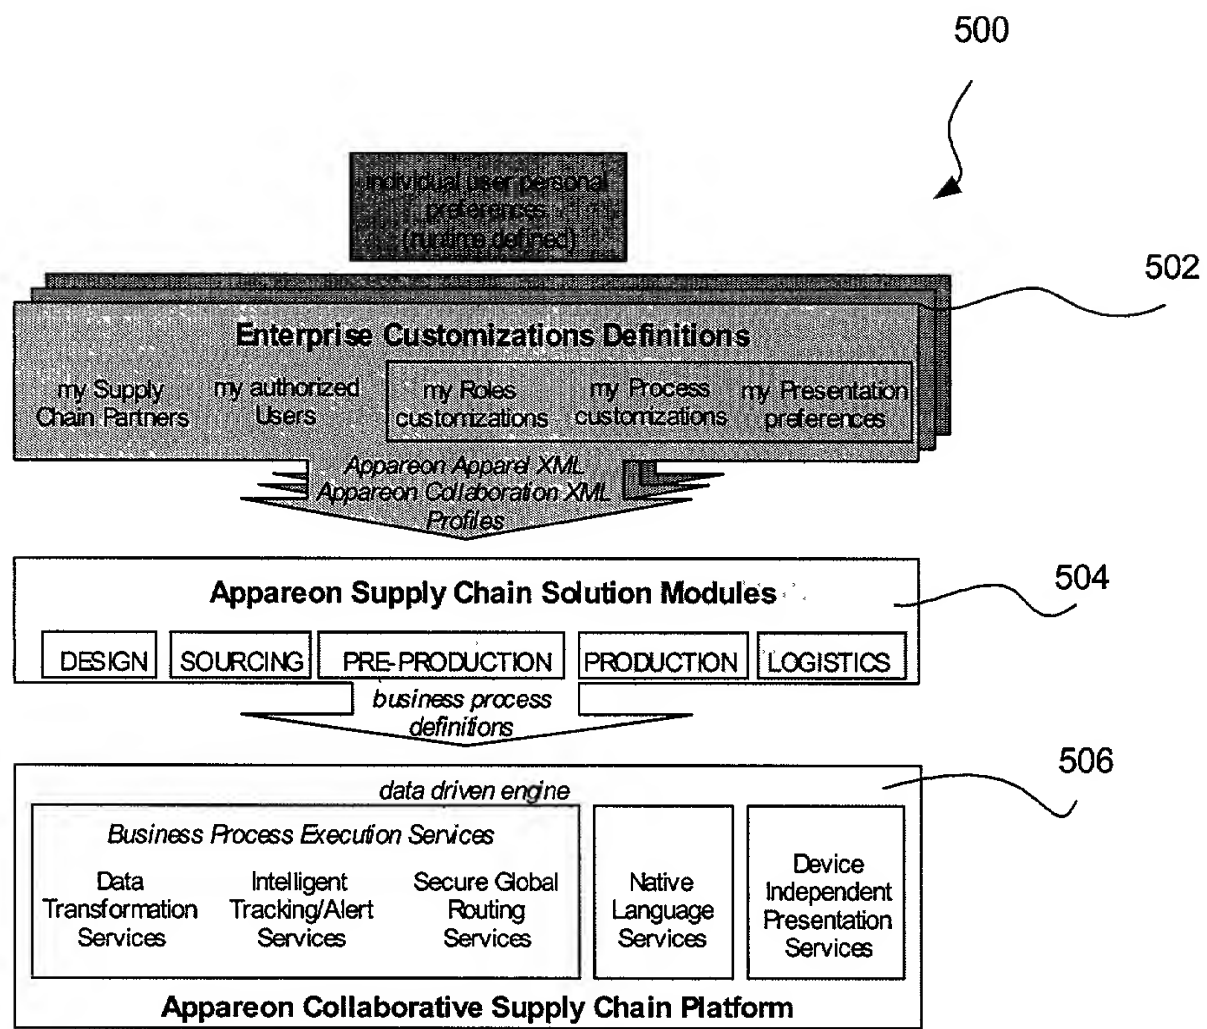 500
individual user personal
preferences
(runtime defined)
502
Enterprise Customizations Definitions
my Supply
Chain Partners
my authorized
Users
my Roles
customizations
my Process
customizations
my Presentation
preferences
Appareon Apparel XML
Appareon Collaboration XML
Profiles
504
Appareon Supply Chain Solution Modules
DESIGN
SOURCING
PRE-PRODUCTION
PRODUCTION
LOGISTICS
business process
definitions
506
data driven engine
Business Process Execution Services
Data
Transformation
Services
Intelligent
Tracking/Alert
Services
Secure Global
Routing
Services
Native
Language
Services
Device
Independent
Presentation
Services
Appareon Collaborative Supply Chain Platform